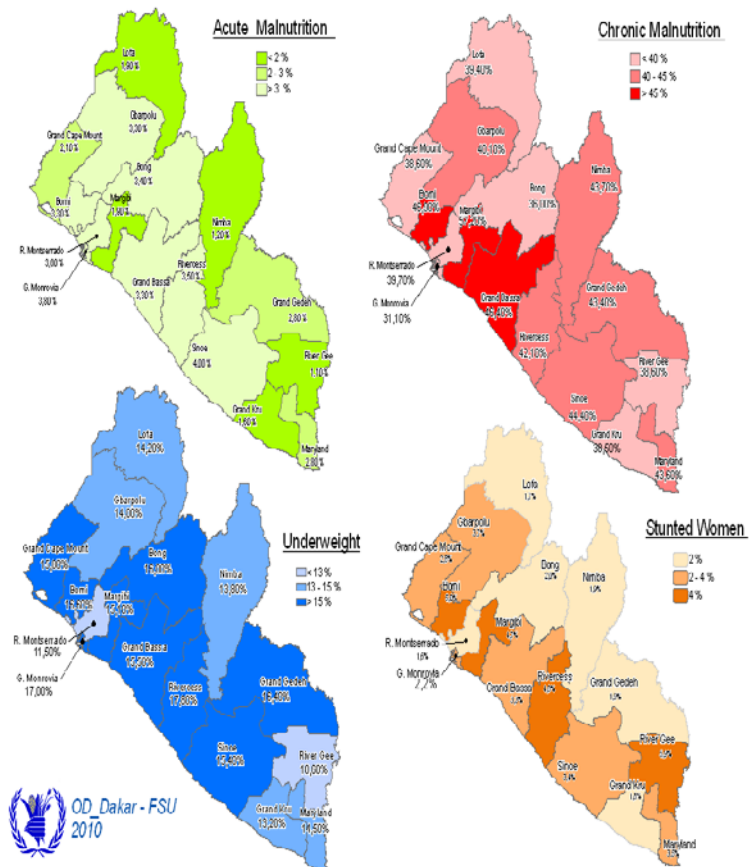 Acute Malnutrition
< 2 %
2 - 3 %
> 3 %
Lofa
1,90%
Gbarpolu
3,30%
Grand Cape Mount
2,10%
Bong
3,40%
Bomi
3,30%
Margibi
1,90%
Nimba
1,20%
R. Montserrado
3,00%
G. Monrovia
3,80%
Rivercess
3,50%
Grand Bassa
3,30%
Grand Gedeh
2,80%
Sinoe
4,00%
River Gee
1,10%
Grand Kru
Maryland
2,80%
Chronic Malnutrition
< 40 %
40 - 45 %
> 45 %
Lofa
39,40%
Gbarpolu
40,10%
Grand Cape Mount
38,60%
Nimba
43,70%
Bong
36,00%
Bomi
Margibi
R. Montserrado
39,70%
G. Monrovia
31,10%
Grand Bassa
Grand Gedeh
43,40%
Rivercess
42,10%
River Gee
38,60%
Sinoe
44,40%
Grand Kru
Maryland
43,60%
Underweight
< 13%
13 - 15 %
> 15%
Lofa
14,20%
Gbarpolu
14,00%
Grand Cape Mount
Bong
Nimba
13,80%
Bomi
Margibi
R. Montserrado
11,50%
G. Monrovia
17,00%
Grand Bassa
Rivercess
Grand Gedeh
Sinoe
River Gee
10,00%
Grand Kru
13,20%
Maryland
Stunted Women
2 %
2 - 4 %
4 %
Lofa
Gbarpolu
Grand Cape Mount
Nimba
Bomi
Margibi
R. Montserrado
G. Monrovia
2,2%
Rivercess
Grand Bassa
Grand Gedeh
River Gee
Sinoe
Grand Kru
Maryland
OD_Dakar - FSU
2010